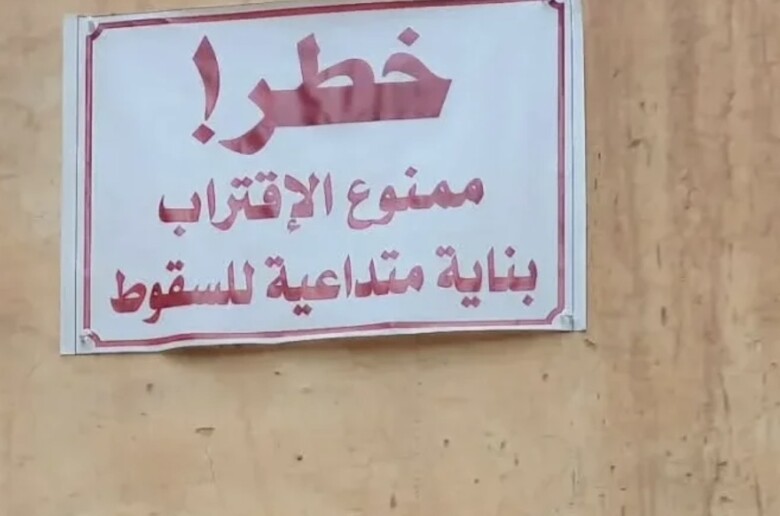 خطر!
ممنوع الإقتراب
بناية متداعية للسقوط